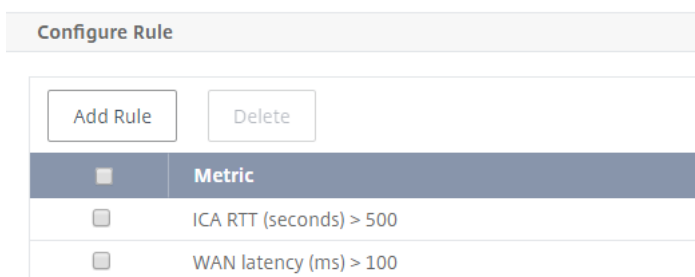 Configure Rule
Add Rule Delete
Metric
ICA RTT (seconds) > 500
WAN latency (ms) > 100